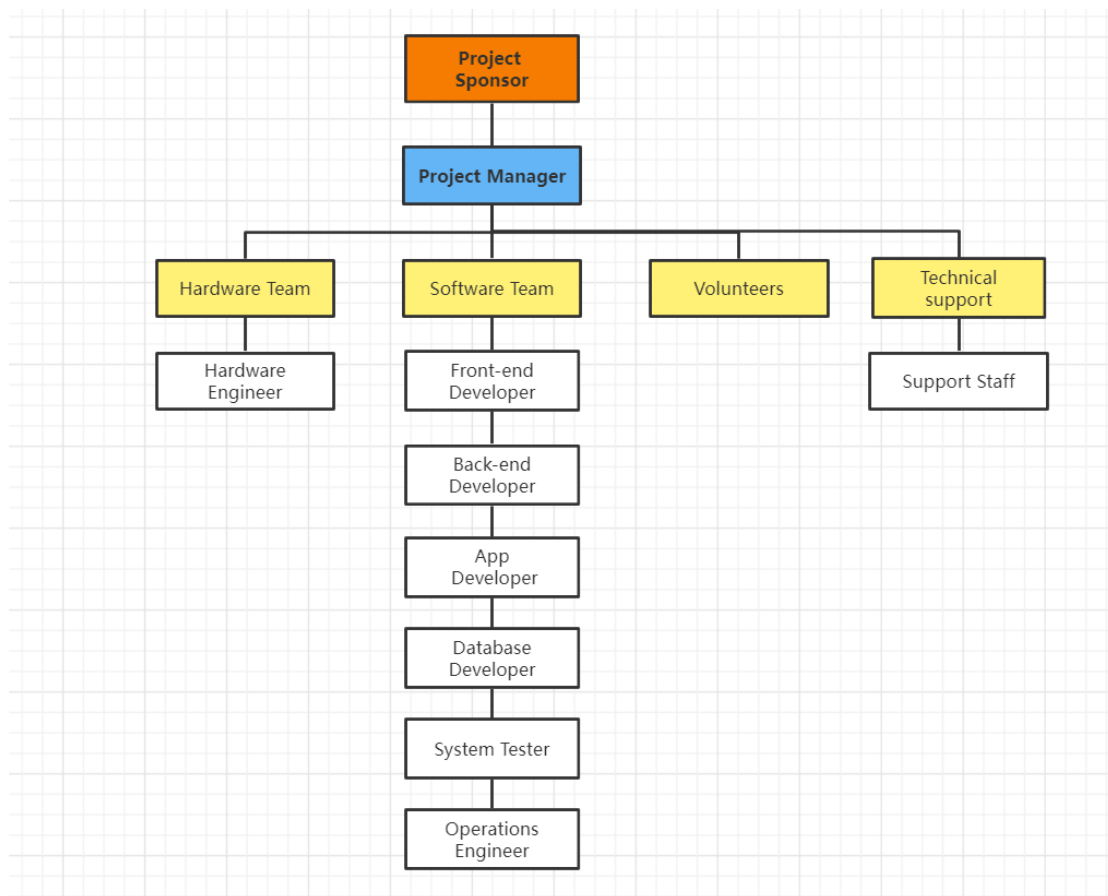 Project
Sponsor
Project Manager
Hardware Team
Software Team
Volunteers
Technical
support
Hardware
Engineer
Front-end
Developer
Support Staff
Back-end
Developer
App
Developer
Database
Developer
System Tester
Operations
Engineer